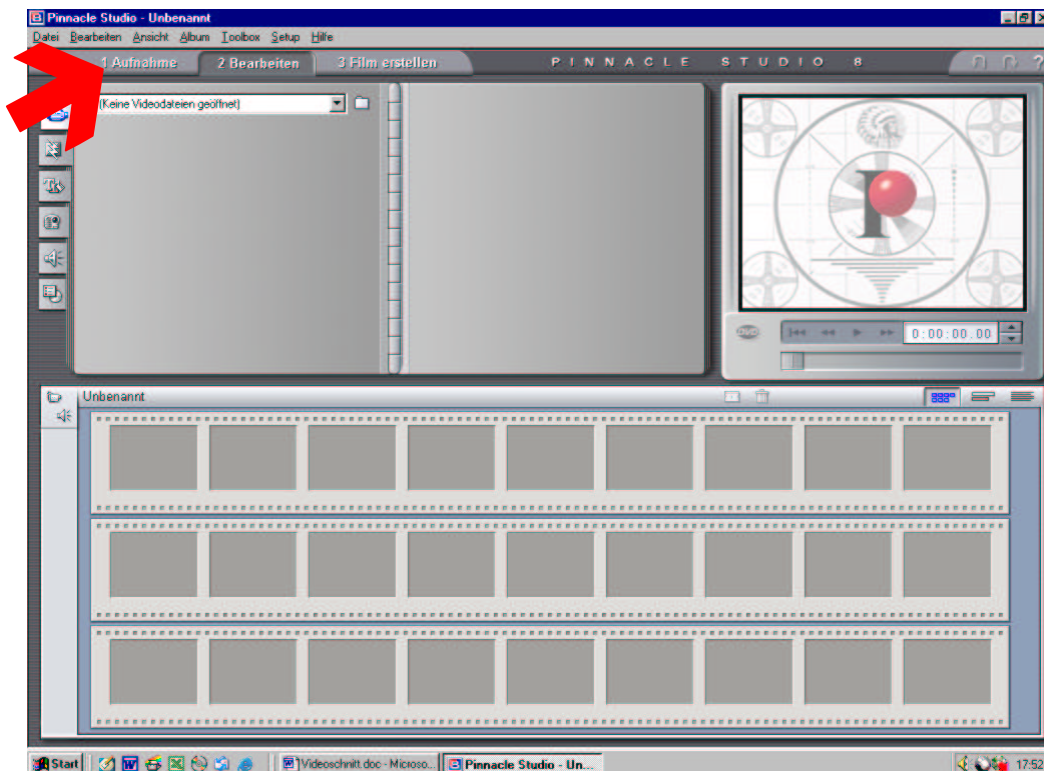 Pinnacle Studio - Unbenannt
Datei Bearbeiten Ansicht Album Toolbox Setup Hilfe
1 Aufnahme 2 Bearbeiten 3 Film erstellen PINNACLE STUDIO 8 ?
(Keine Videodateien geöffnet)
P
DVD 0:00:00.00
Unbenannt
Start Videoschnitt.doc - Microso... Pinnacle Studio - Un... 17:52